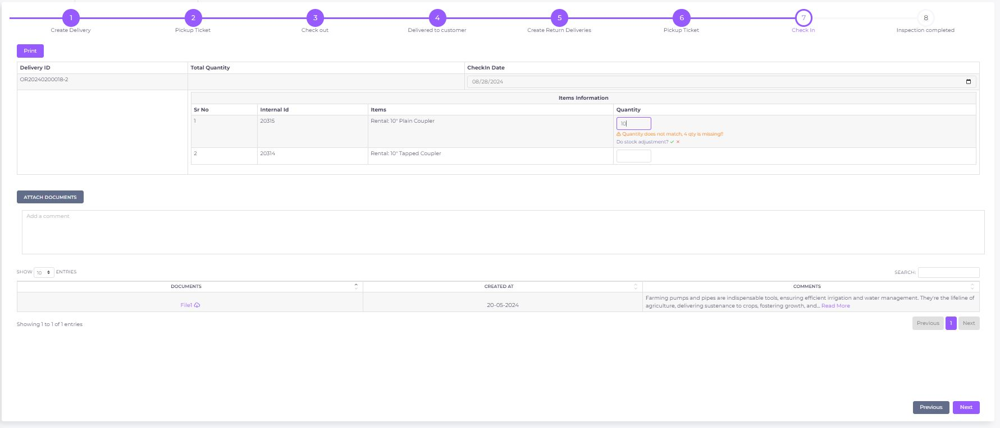 1 2 3 4 5 6 7 8
Create Delivery Pickup Ticket Check out Delivered to customer Create Return Deliveries Pickup Ticket Check In Inspection completed
Print
Delivery ID Total Quantity CheckIn Date
OR20240200018-2 08/28/2024
Items Information
Sr No Internal Id Items Quantity
1 20315 Rental: 10" Plain Coupler 10
Quantity does not match, 4 qty is missing!!
Do stock adjustment?
2 20314 Rental: 10" Tapped Coupler
ATTACH DOCUMENTS
Add a comment
SHOW 10 ENTRIES SEARCH:
DOCUMENTS CREATED AT COMMENTS
File1 20-05-2024 Farming pumps and pipes are indispensable tools, ensuring efficient irrigation and water management. They're the lifeline of
agriculture, delivering sustenance to crops, fostering growth, and... Read More
Showing 1 to 1 of 1 entries Previous 1 Next
Previous Next